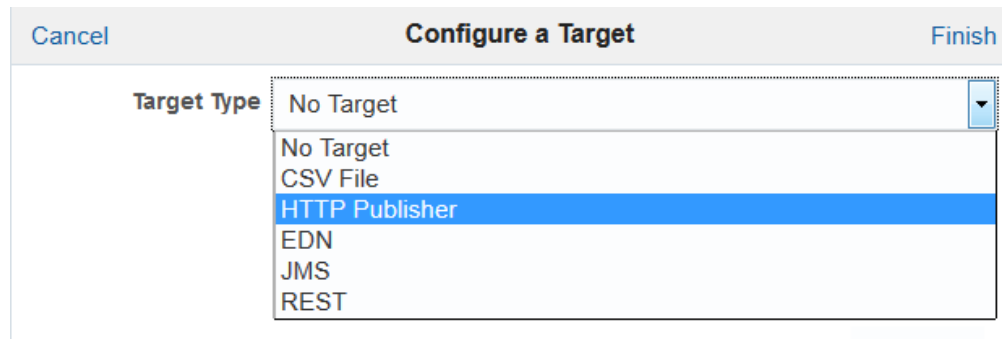 Cancel Configure a Target Finish
Target Type No Target
No Target
CSV File
HTTP Publisher
EDN
JMS
REST